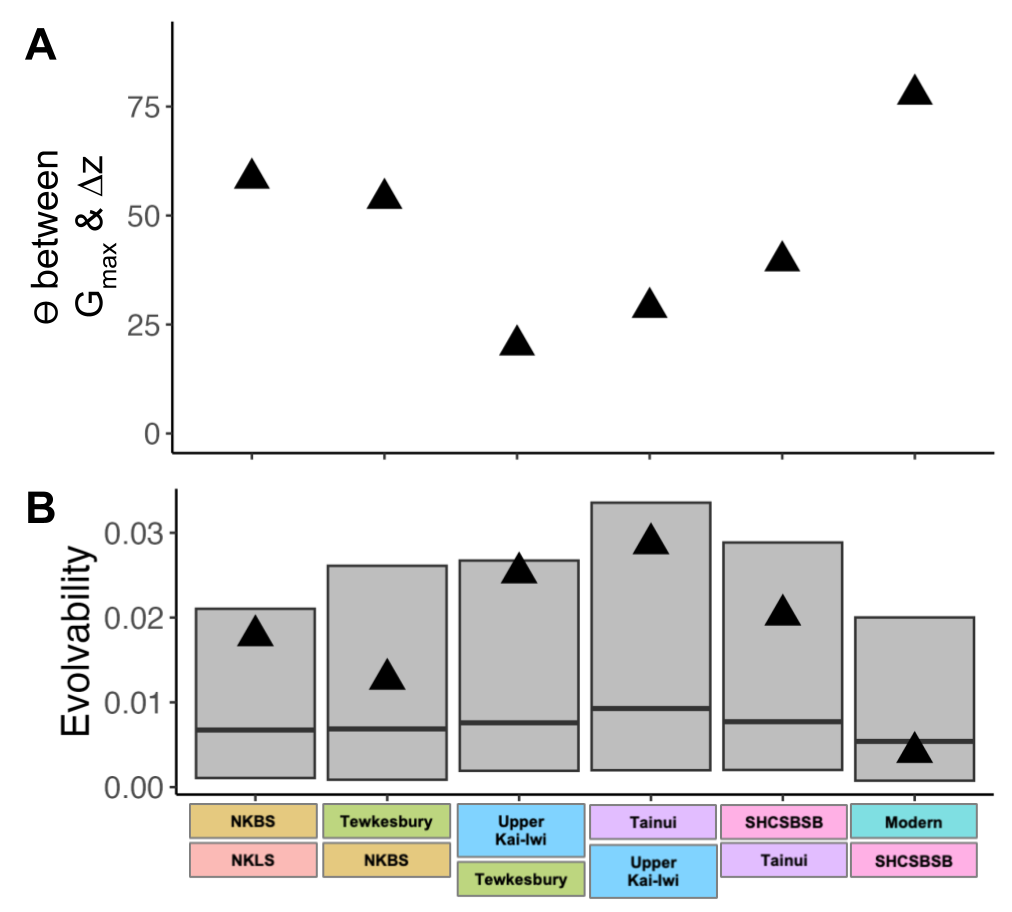 A
ϴ between
Gmax & Δz
75
50
25
0
B
Evolvability
0.03
0.02
0.01
0.00
NKBS
NKLS
Tewkesbury
NKBS
Upper
Kai-Iwi
Tewkesbury
Tainui
Upper
Kai-Iwi
SHCSBSB
Tainui
Modern
SHCSBSB